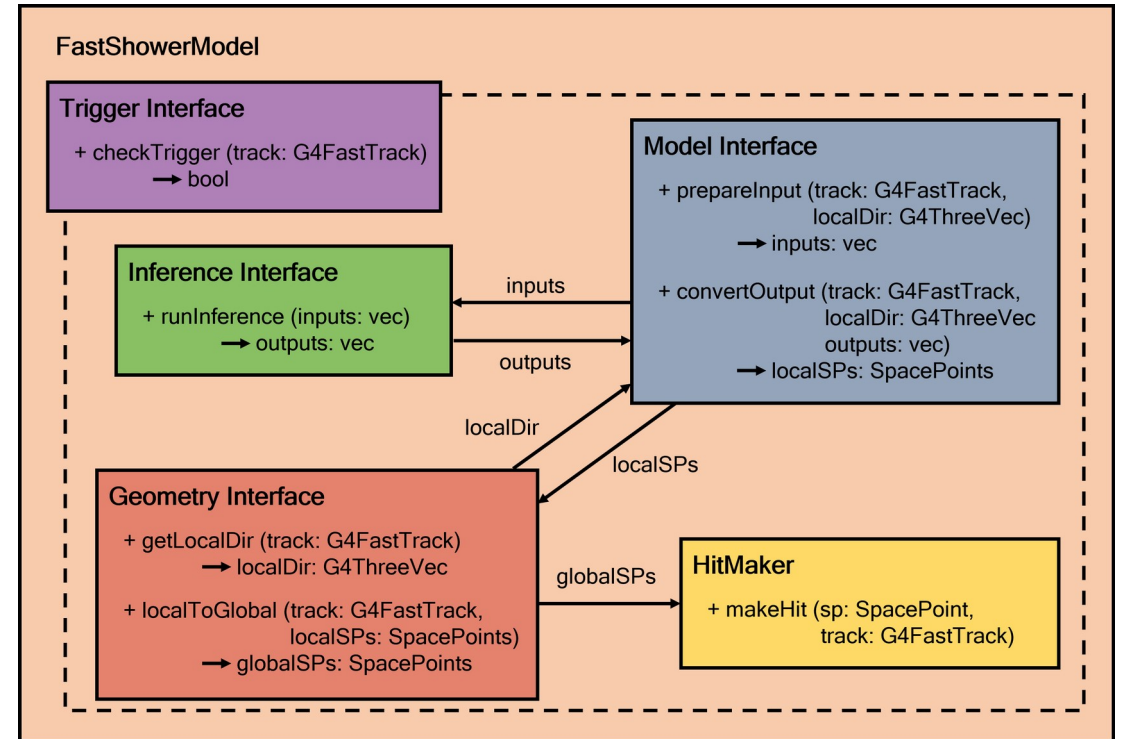 FastShowerModel
Trigger Interface
+ checkTrigger (track: G4FastTrack)
→ bool
Model Interface
+ prepareInput (track: G4FastTrack,
localDir: G4ThreeVec)
→ inputs: vec
+ convertOutput (track: G4FastTrack,
localDir: G4ThreeVec
outputs: vec)
→ localSPs: SpacePoints
Inference Interface
+ runInference (inputs: vec)
→ outputs: vec
inputs
outputs
localDir
localSPs
Geometry Interface
+ getLocalDir (track: G4FastTrack)
→ localDir: G4ThreeVec
+ localToGlobal (track: G4FastTrack,
localSPs: SpacePoints)
→ globalSPs: SpacePoints
globalSPs
HitMaker
+ makeHit (sp: SpacePoint,
track: G4FastTrack)